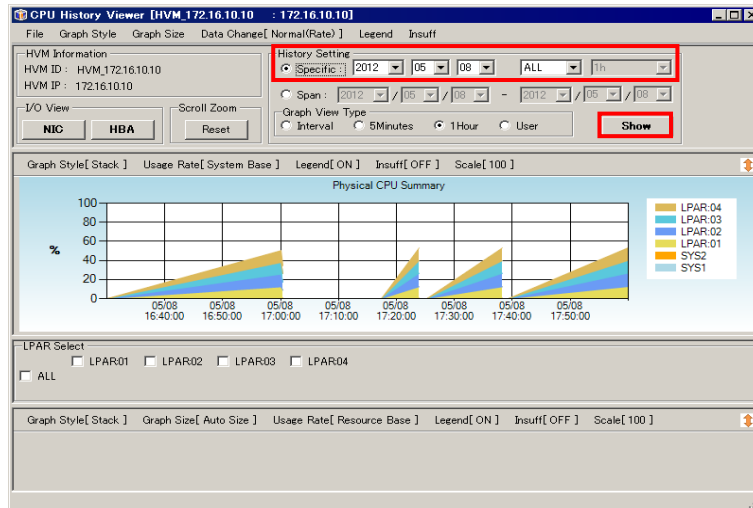 CPU History Viewer [HVM_172.16.10.10 : 172.16.10.10]
File Graph Style Graph Size Data Change[ Normal(Rate) ] Legend Insuff
HVM Information
HVM ID : HVM_172.16.10.10
HVM IP : 172.16.10.10
History Setting
Specific : 2012 05 08 ALL 1h
Span : 2012 / 05 / 08 - 2012 / 05 / 08
I/O View
NIC HBA
Scroll Zoom
Reset
Graph View Type
Interval 5Minutes 1Hour User
Show
Graph Style[ Stack ] Usage Rate[ System Base ] Legend[ ON ] Insuff[ OFF ] Scale[ 100 ]
Physical CPU Summary
100
80
60
40
20
0
%
05/08 05/08 05/08 05/08 05/08 05/08 05/08 05/08
16:40:00 16:50:00 17:00:00 17:10:00 17:20:00 17:30:00 17:40:00 17:50:00
LPAR:04
LPAR:03
LPAR:02
LPAR:01
SYS2
SYS1
LPAR Select
LPAR:01 LPAR:02 LPAR:03 LPAR:04
ALL
Graph Style[ Stack ] Graph Size[ Auto Size ] Usage Rate[ Resource Base ] Legend[ ON ] Insuff[ OFF ] Scale[ 100 ]